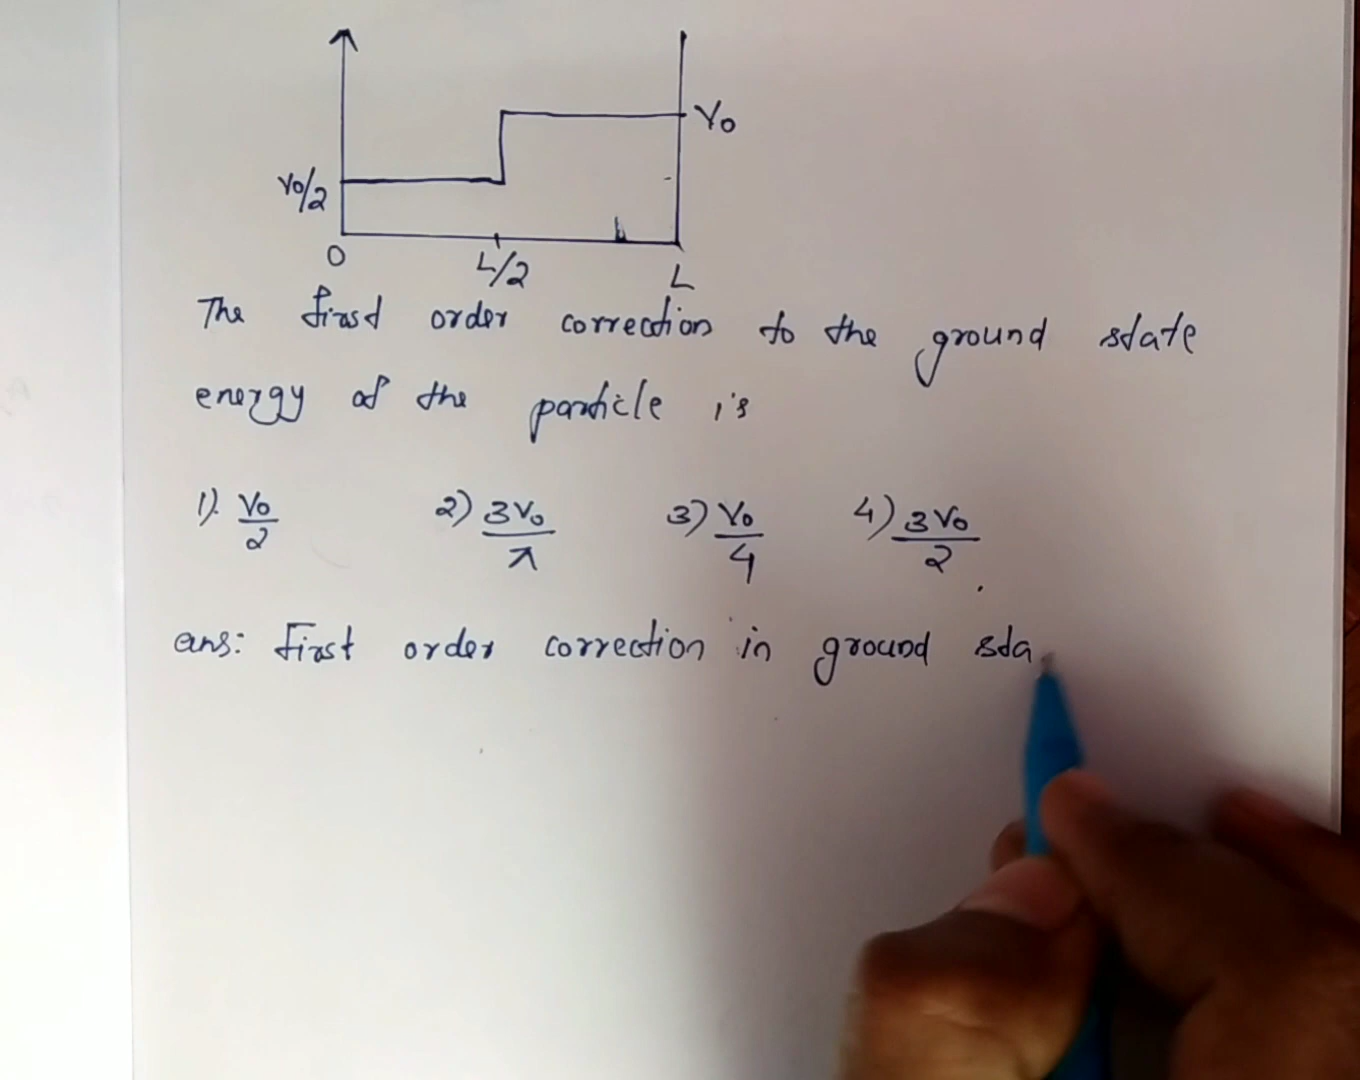 V₀
V₀/2
0 L/2 L
The first order correction to the ground state
energy of the particle is
1). V₀/2 2) 3V₀/π 3) V₀/4 4) 3V₀/2.
ans: First order correction in ground sta